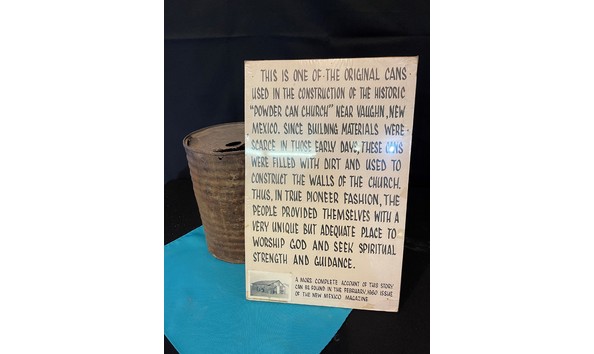 THIS IS ONE OF THE ORIGINAL CANS
USED IN THE CONSTRUCTION OF THE HISTORIC
"POWDER CAN CHURCH" NEAR VAUGHN, NEW
MEXICO. SINCE BUILDING MATERIALS WERE
SCARCE IN THOSE EARLY DAYS, THESE CANS
WERE FILLED WITH DIRT AND USED TO
CONSTRUCT THE WALLS OF THE CHURCH.
THUS, IN TRUE PIONEER FASHION, THE
PEOPLE PROVIDED THEMSELVES WITH A
VERY UNIQUE BUT ADEQUATE PLACE TO
WORSHIP GOD AND SEEK SPIRITUAL
STRENGTH AND GUIDANCE.
A MORE COMPLETE ACCOUNT OF THIS STORY
CAN BE FOUND IN THE FEBRUARY, 1960 ISSUE
OF THE NEW MEXICO MAGAZINE